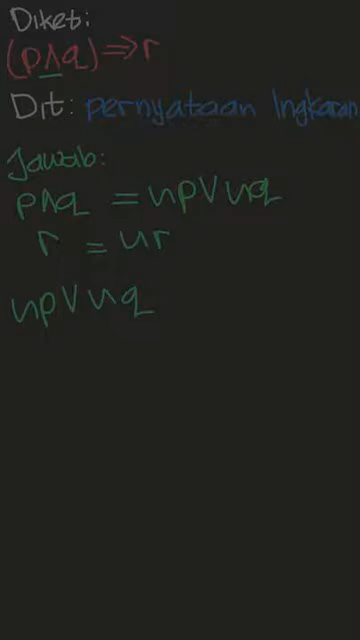 Diket:
(p∧q)⇒r
Dit: pernyataan Ingkaran
Jawab:
p∧q = ~p∨~q
r = ~r
~p∨~q